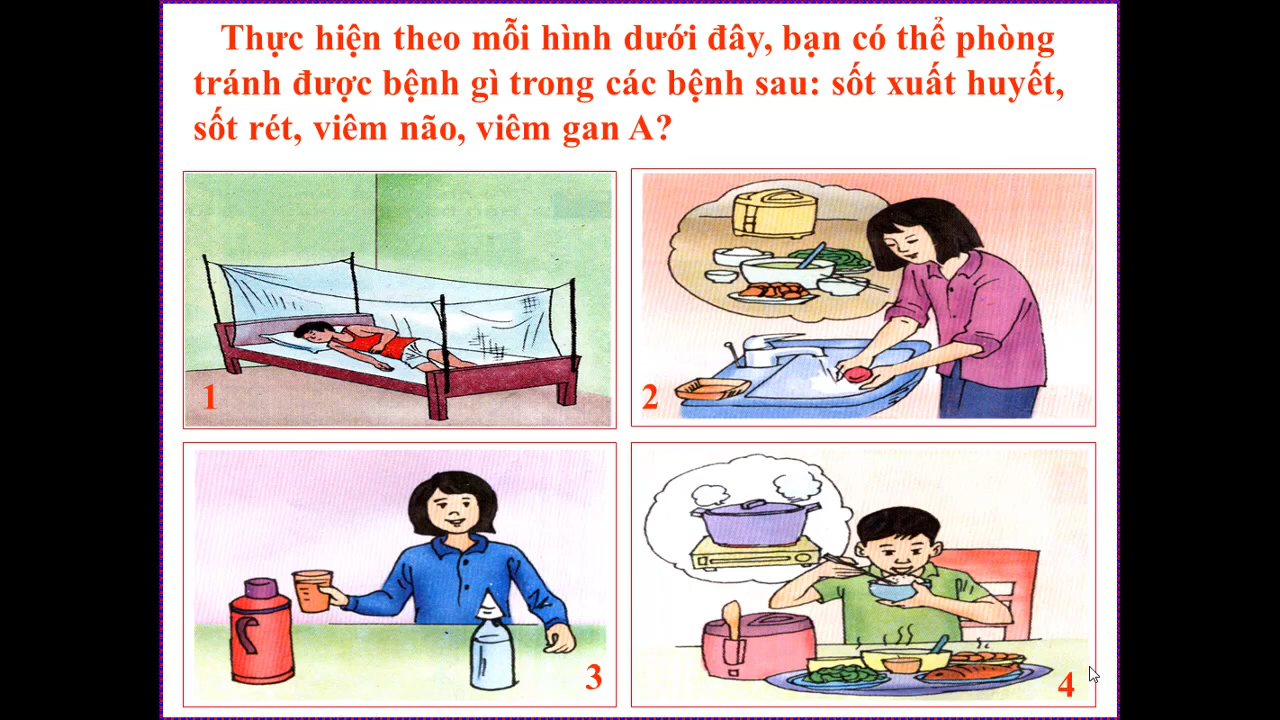 Thực hiện theo mỗi hình dưới đây, bạn có thể phòng
tránh được bệnh gì trong các bệnh sau: sốt xuất huyết,
sốt rét, viêm não, viêm gan A?
1
2
3
4